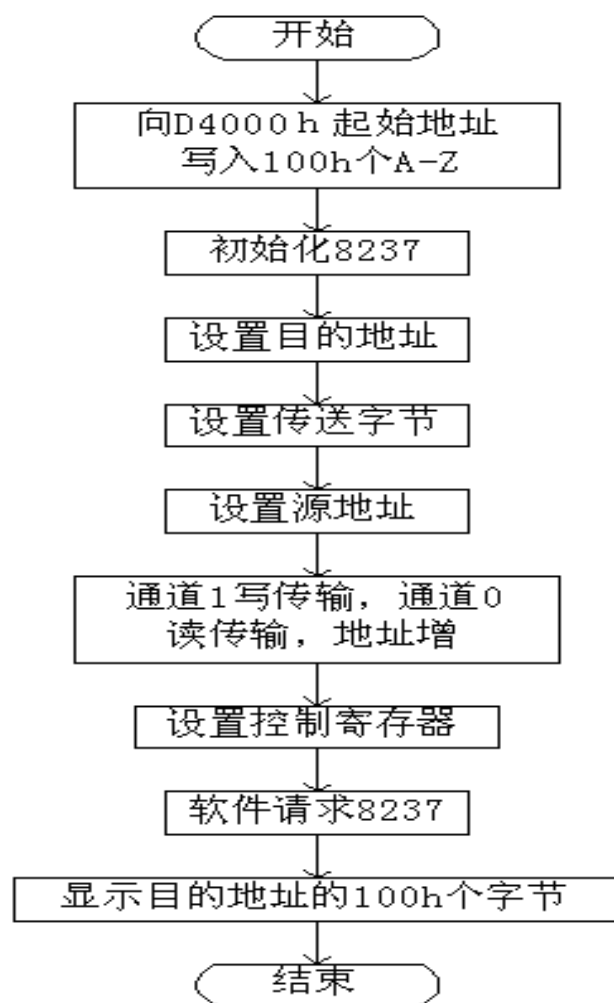 开始
向D4000h 起始地址
写入100h个A-Z
初始化8237
设置目的地址
设置传送字节
设置源地址
通道1写传输，通道0
读传输，地址增
设置控制寄存器
软件请求8237
显示目的地址的100h个字节
结束